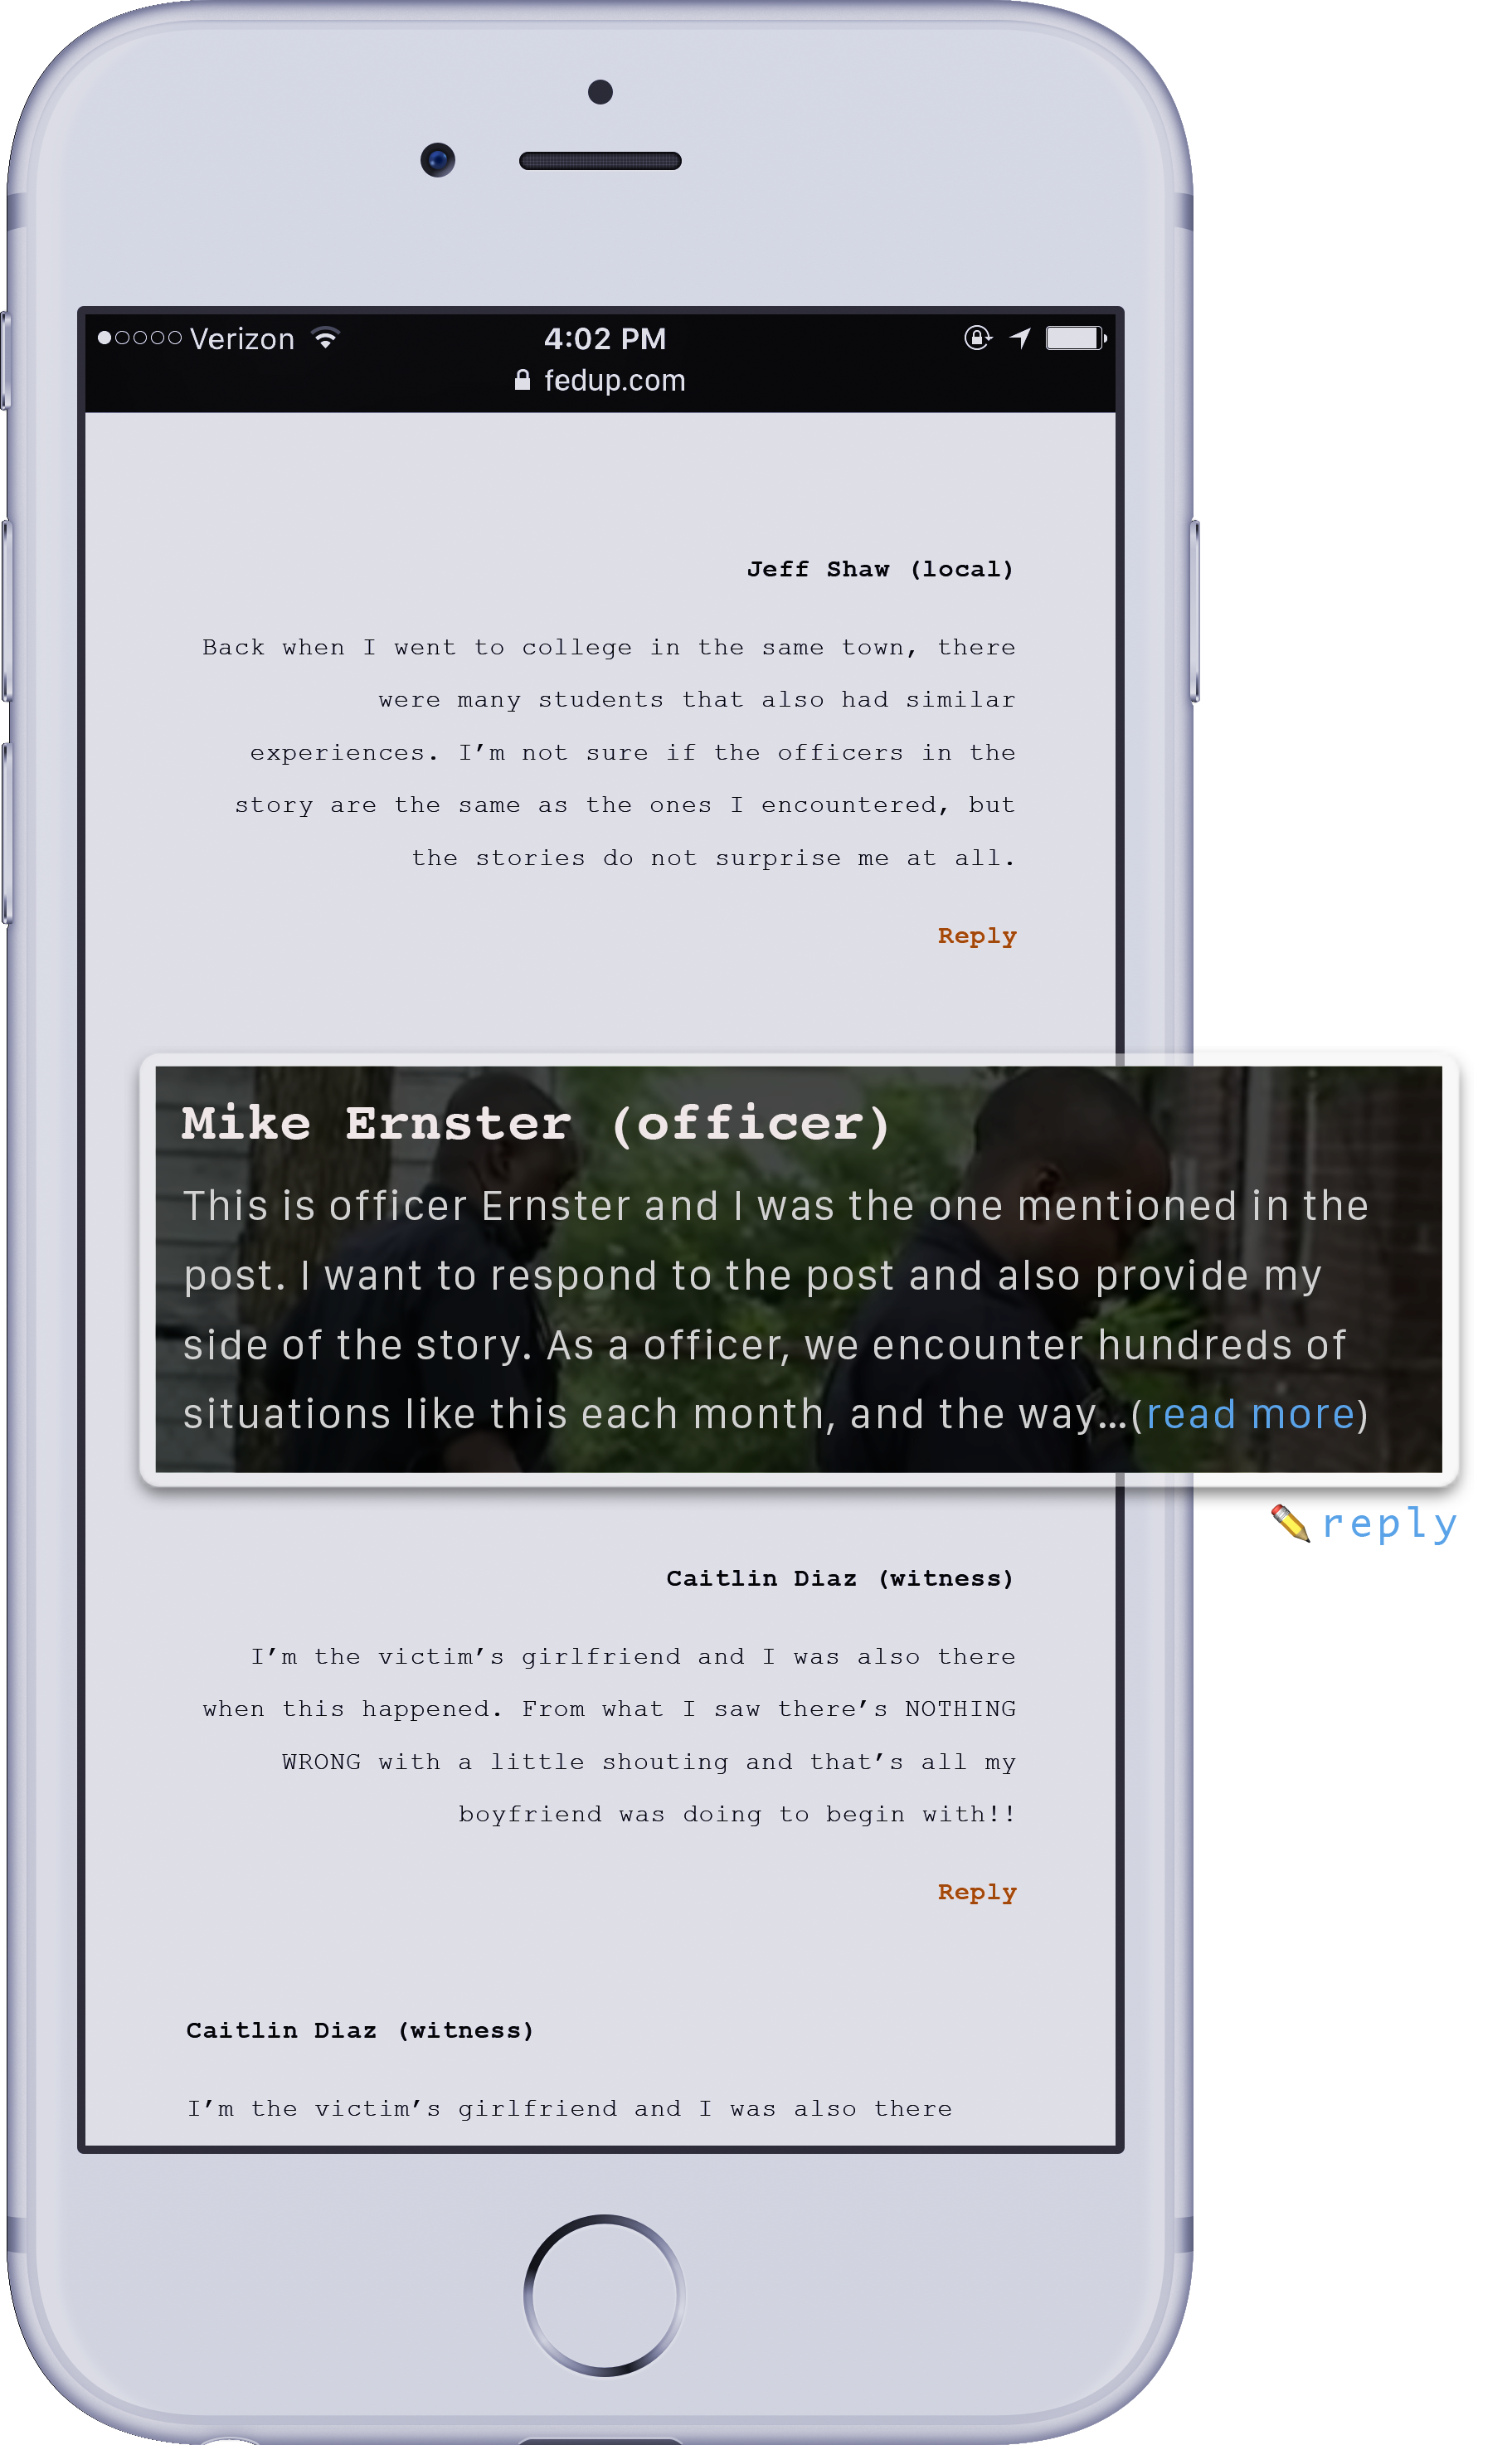 Verizon 4:02 PM
fedup.com
Jeff Shaw (local)
Back when I went to college in the same town, there
were many students that also had similar
experiences. I’m not sure if the officers in the
story are the same as the ones I encountered, but
the stories do not surprise me at all.
Reply
Mike Ernster (officer)
This is officer Ernster and I was the one mentioned in the
post. I want to respond to the post and also provide my
side of the story. As a officer, we encounter hundreds of
situations like this each month, and the way...(read more)
reply
Caitlin Diaz (witness)
I’m the victim’s girlfriend and I was also there
when this happened. From what I saw there’s NOTHING
WRONG with a little shouting and that’s all my
boyfriend was doing to begin with!!
Reply
Caitlin Diaz (witness)
I’m the victim’s girlfriend and I was also there